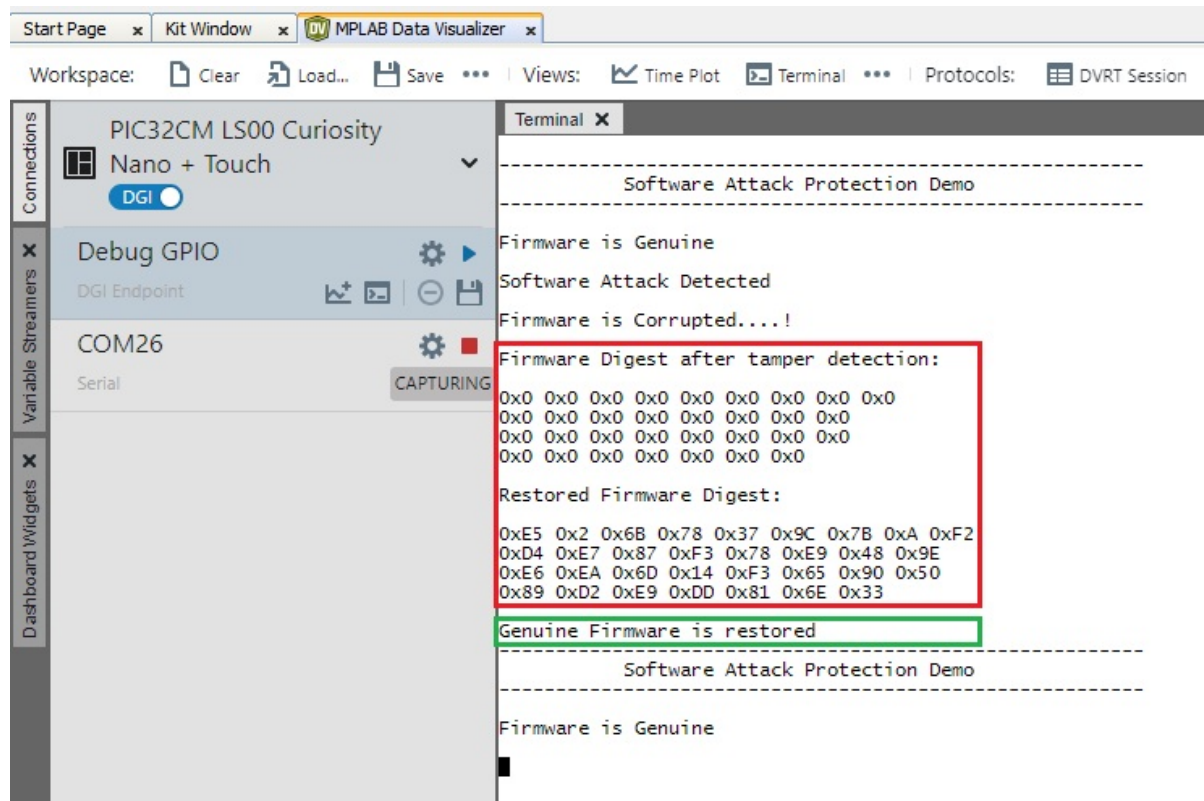 Start Page x Kit Window x DV MPLAB Data Visualizer x
Workspace: Clear Load... Save ••• Views: Time Plot Terminal ••• Protocols: DVRT Session
Connections
Variable Streamers
Dashboard Widgets
PIC32CM LS00 Curiosity
Nano + Touch
DGI
Debug GPIO
DGI Endpoint
COM26
Serial CAPTURING
Terminal X
--------------------------------------------------------
Software Attack Protection Demo
--------------------------------------------------------
Firmware is Genuine
Software Attack Detected
Firmware is Corrupted....!
Firmware Digest after tamper detection:
0x0 0x0 0x0 0x0 0x0 0x0 0x0 0x0 0x0
0x0 0x0 0x0 0x0 0x0 0x0 0x0 0x0
0x0 0x0 0x0 0x0 0x0 0x0 0x0 0x0
0x0 0x0 0x0 0x0 0x0 0x0 0x0
Restored Firmware Digest:
0xE5 0x2 0x6B 0x78 0x37 0x9C 0x7B 0xA 0xF2
0xD4 0xE7 0x87 0xF3 0x78 0xE9 0x48 0x9E
0xE6 0xEA 0x6D 0x14 0xF3 0x65 0x90 0x50
0x89 0xD2 0xE9 0xDD 0x81 0x6E 0x33
Genuine Firmware is restored
--------------------------------------------------------
Software Attack Protection Demo
--------------------------------------------------------
Firmware is Genuine